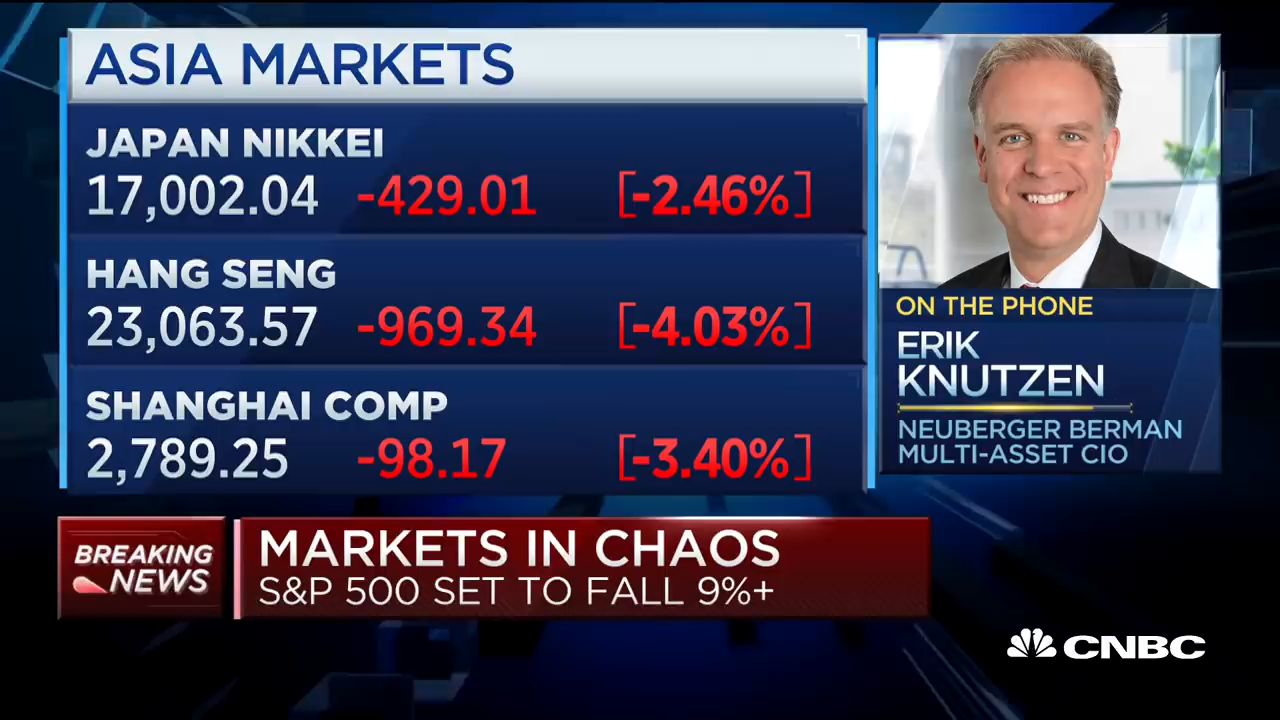 ASIA MARKETS
JAPAN NIKKEI
17,002.04 -429.01 [-2.46%]
HANG SENG
23,063.57 -969.34 [-4.03%]
SHANGHAI COMP
2,789.25 -98.17 [-3.40%]
ON THE PHONE
ERIK
KNUTZEN
NEUBERGER BERMAN
MULTI-ASSET CIO
BREAKING
NEWS
MARKETS IN CHAOS
S&P 500 SET TO FALL 9%+
CNBC